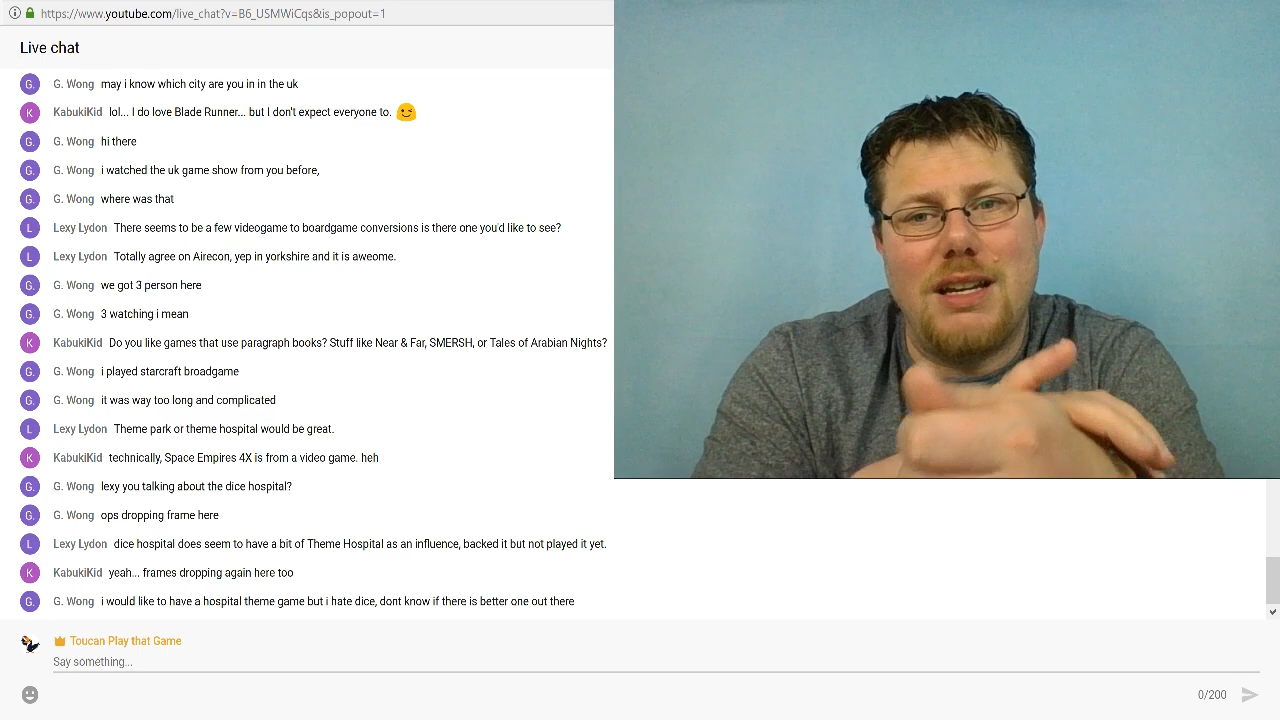 https://www.youtube.com/live_chat?v=B6_USMWiCqs&is_popout=1
Live chat
G. G. Wong may i know which city are you in in the uk
K KabukiKid lol... I do love Blade Runner... but I don't expect everyone to.
G. G. Wong hi there
G. G. Wong i watched the uk game show from you before,
G. G. Wong where was that
L Lexy Lydon There seems to be a few videogame to boardgame conversions is there one you'd like to see?
L Lexy Lydon Totally agree on Airecon, yep in yorkshire and it is aweome.
G. G. Wong we got 3 person here
G. G. Wong 3 watching i mean
K KabukiKid Do you like games that use paragraph books? Stuff like Near & Far, SMERSH, or Tales of Arabian Nights?
G. G. Wong i played starcraft broadgame
G. G. Wong it was way too long and complicated
L Lexy Lydon Theme park or theme hospital would be great.
K KabukiKid technically, Space Empires 4X is from a video game. heh
G. G. Wong lexy you talking about the dice hospital?
G. G. Wong ops dropping frame here
L Lexy Lydon dice hospital does seem to have a bit of Theme Hospital as an influence, backed it but not played it yet.
K KabukiKid yeah... frames dropping again here too
G. G. Wong i would like to have a hospital theme game but i hate dice, dont know if there is better one out there
Toucan Play that Game
Say something...
0/200